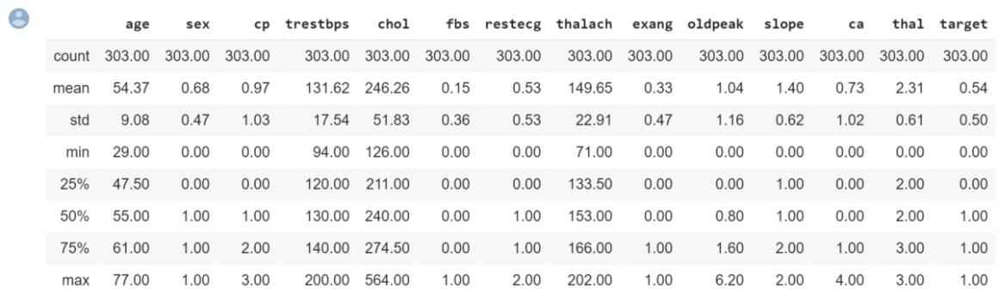 age sex cp trestbps chol fbs restecg thalach exang oldpeak slope ca thal target
count 303.00 303.00 303.00 303.00 303.00 303.00 303.00 303.00 303.00 303.00 303.00 303.00 303.00 303.00
mean 54.37 0.68 0.97 131.62 246.26 0.15 0.53 149.65 0.33 1.04 1.40 0.73 2.31 0.54
std 9.08 0.47 1.03 17.54 51.83 0.36 0.53 22.91 0.47 1.16 0.62 1.02 0.61 0.50
min 29.00 0.00 0.00 94.00 126.00 0.00 0.00 71.00 0.00 0.00 0.00 0.00 0.00 0.00
25% 47.50 0.00 0.00 120.00 211.00 0.00 0.00 133.50 0.00 0.00 1.00 0.00 2.00 0.00
50% 55.00 1.00 1.00 130.00 240.00 0.00 1.00 153.00 0.00 0.80 1.00 0.00 2.00 1.00
75% 61.00 1.00 2.00 140.00 274.50 0.00 1.00 166.00 1.00 1.60 2.00 1.00 3.00 1.00
max 77.00 1.00 3.00 200.00 564.00 1.00 2.00 202.00 1.00 6.20 2.00 4.00 3.00 1.00